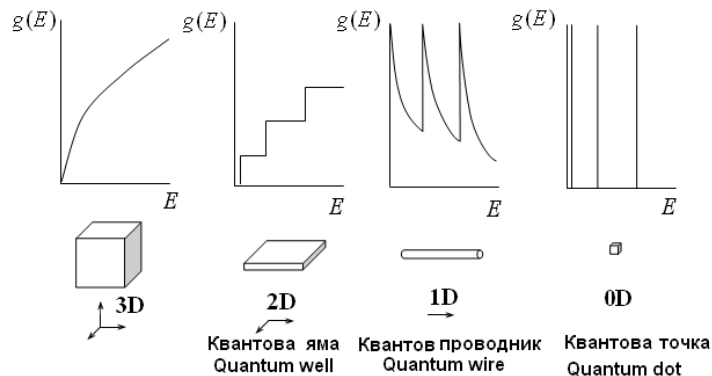 g(E)
g(E)
g(E)
g(E)
E
E
E
E
3D
2D
1D
0D
Квантова яма
Quantum well
Квантов проводник
Quantum wire
Квантова точка
Quantum dot